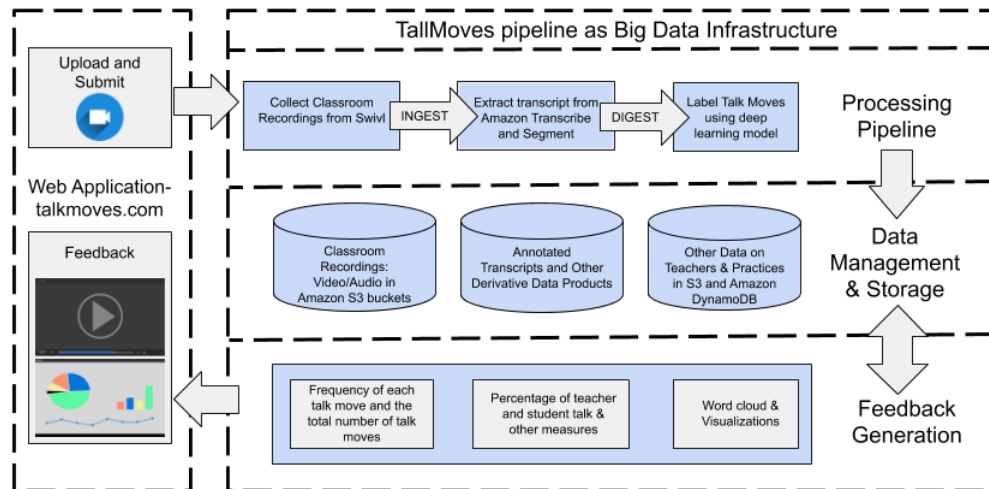 TallMoves pipeline as Big Data Infrastructure
Upload and
Submit
Collect Classroom
Recordings from Swivl
INGEST
Extract transcript from
Amazon Transcribe
and Segment
DIGEST
Label Talk Moves
using deep
learning model
Processing
Pipeline
Web Application-
talkmoves.com
Feedback
Classroom
Recordings:
Video/Audio in
Amazon S3 buckets
Annotated
Transcripts and Other
Derivative Data Products
Other Data on
Teachers & Practices
in S3 and Amazon
DynamoDB
Data
Management
& Storage
Frequency of each
talk move and the
total number of talk
moves
Percentage of teacher
and student talk &
other measures
Word cloud &
Visualizations
Feedback
Generation